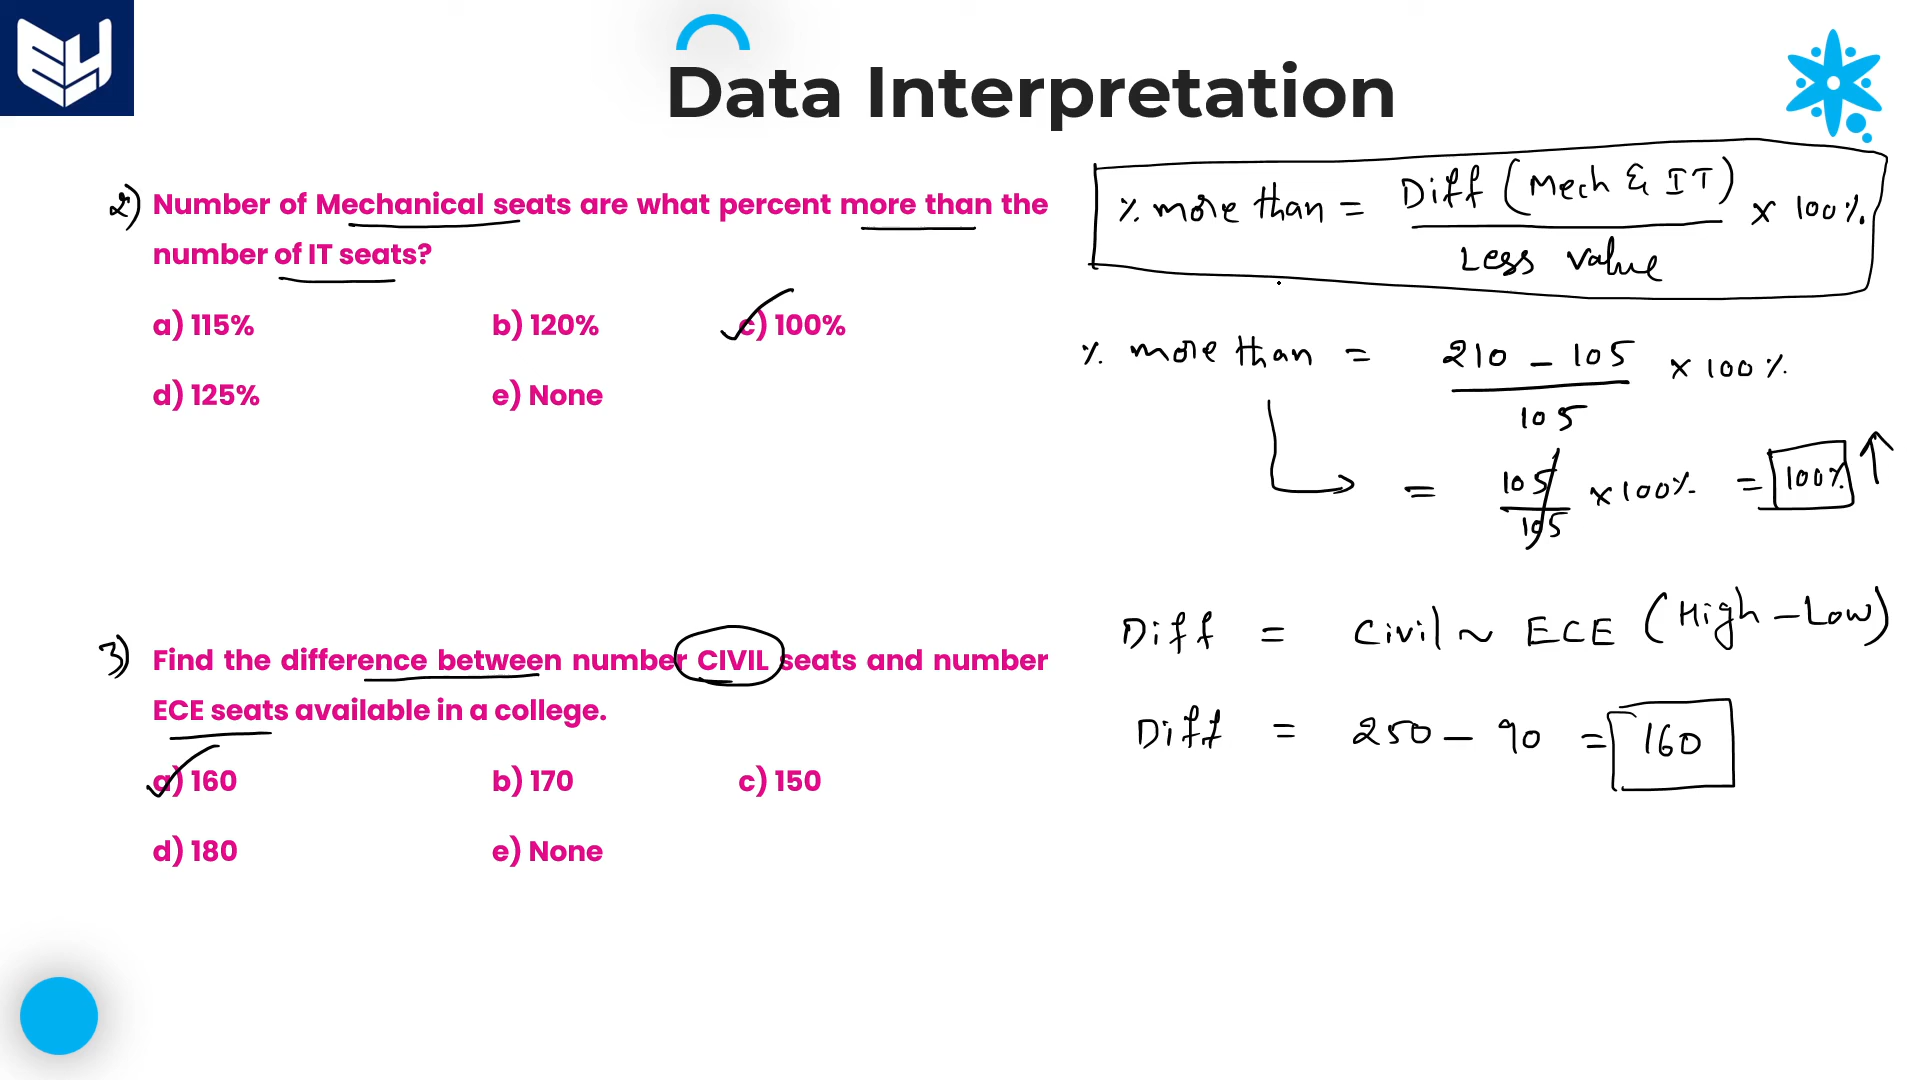 EY
Data Interpretation
2) Number of Mechanical seats are what percent more than the
number of IT seats?
a) 115% b) 120% c) 100%
d) 125% e) None
% more than = Diff (Mech & IT) / Less value × 100%
% more than = 210 - 105 / 105 × 100%
= 105 / 105 × 100% = 100% ↑
3) Find the difference between number CIVIL seats and number
ECE seats available in a college.
a) 160 b) 170 c) 150
d) 180 e) None
Diff = Civil ~ ECE (High - Low)
Diff = 250 - 90 = 160